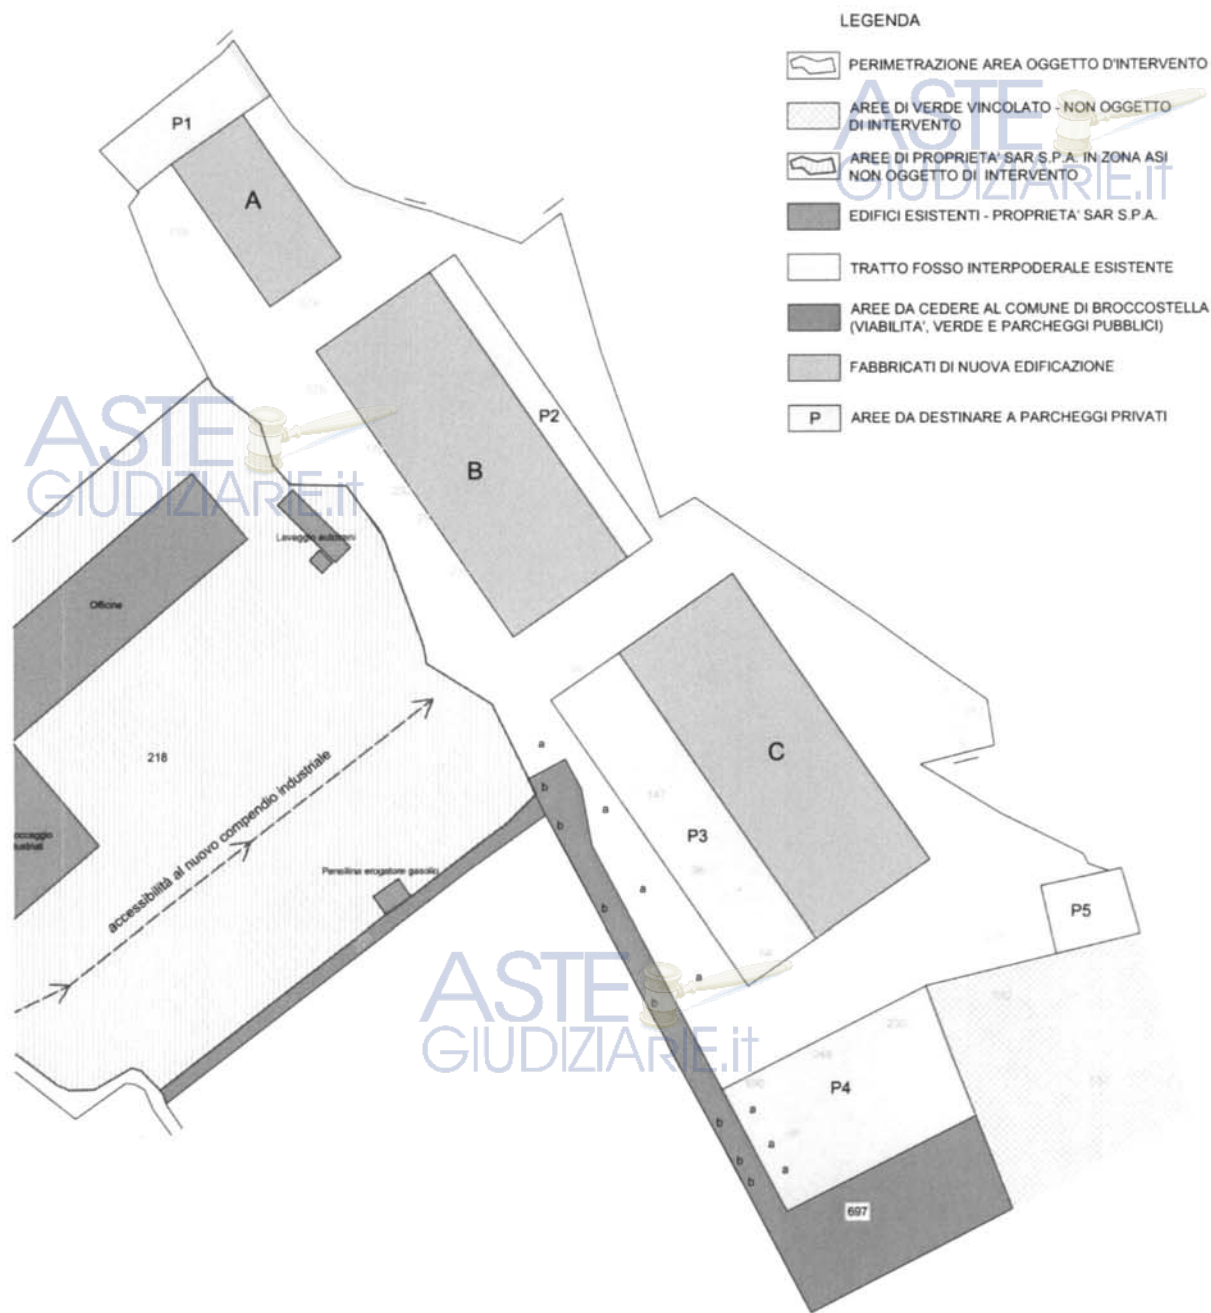 LEGENDA
PERIMETRAZIONE AREA OGGETTO D'INTERVENTO
AREE DI VERDE VINCOLATO - NON OGGETTO
DI INTERVENTO
AREE DI PROPRIETA' SAR S.P.A. IN ZONA ASI
NON OGGETTO DI INTERVENTO
EDIFICI ESISTENTI - PROPRIETA' SAR S.P.A.
TRATTO FOSSO INTERPODERALE ESISTENTE
AREE DA CEDERE AL COMUNE DI BROCCOSTELLA
(VIABILITA', VERDE E PARCHEGGI PUBBLICI)
FABBRICATI DI NUOVA EDIFICAZIONE
P AREE DA DESTINARE A PARCHEGGI PRIVATI
ASTE
GIUDIZIARIE.it
P1
A
P2
B
ASTE
GIUDIZIARIE.it
Lavaggio automezzi
Officine
218
accessibilità al nuovo compendio industriale
Pensilina erogatore gasolio
C
P3
a
b
b
a
a
b
a
b
P5
ASTE
GIUDIZIARIE.it
P4
a
b
a
b
a
b
697